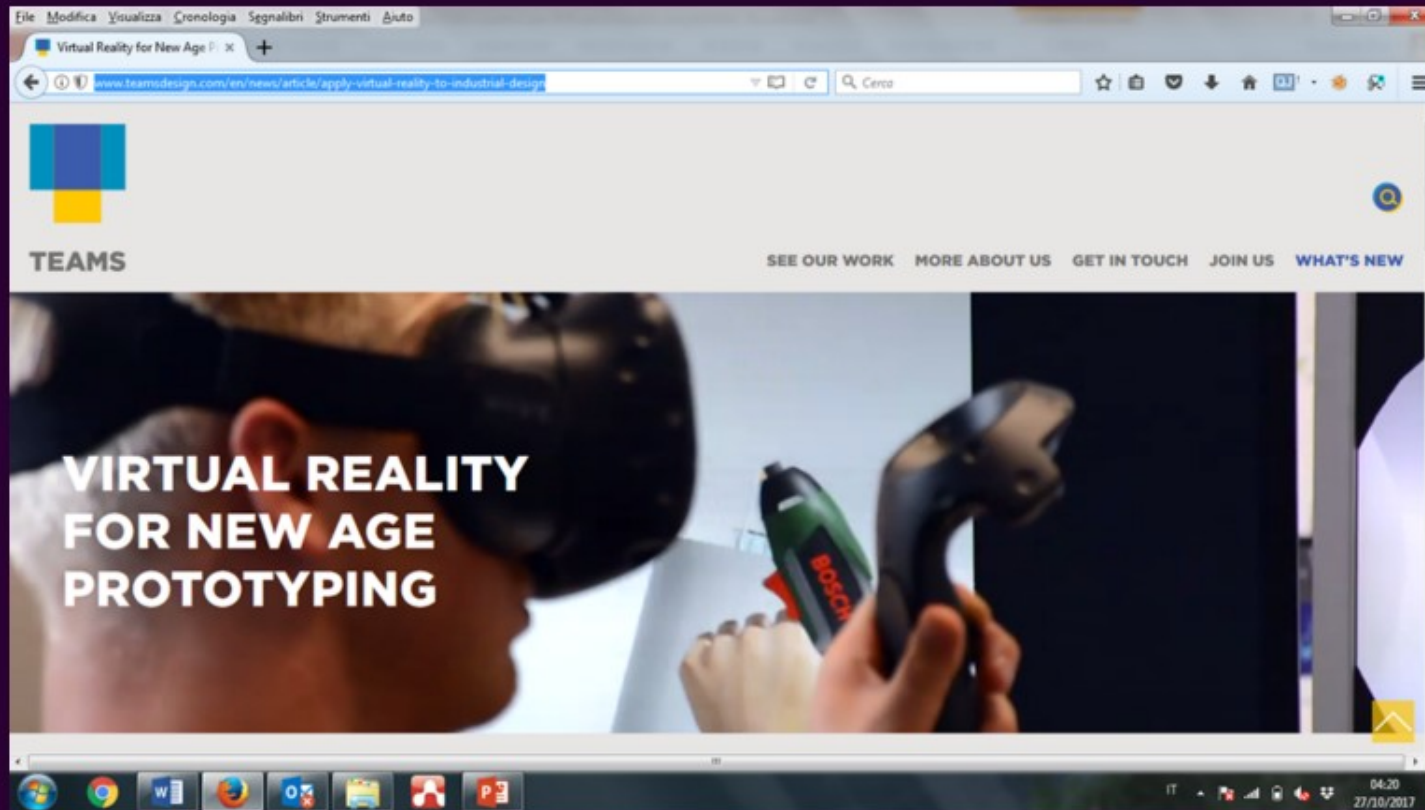 File Modifica Visualizza Cronologia Segnalibri Strumenti Aiuto
Virtual Reality for New Age P
www.teamsdesign.com/en/news/article/apply-virtual-reality-to-industrial-design
Cerca
TEAMS
SEE OUR WORK MORE ABOUT US GET IN TOUCH JOIN US WHAT'S NEW
VIRTUAL REALITY
FOR NEW AGE
PROTOTYPING
BOSCH
IT 04:20
27/10/2017